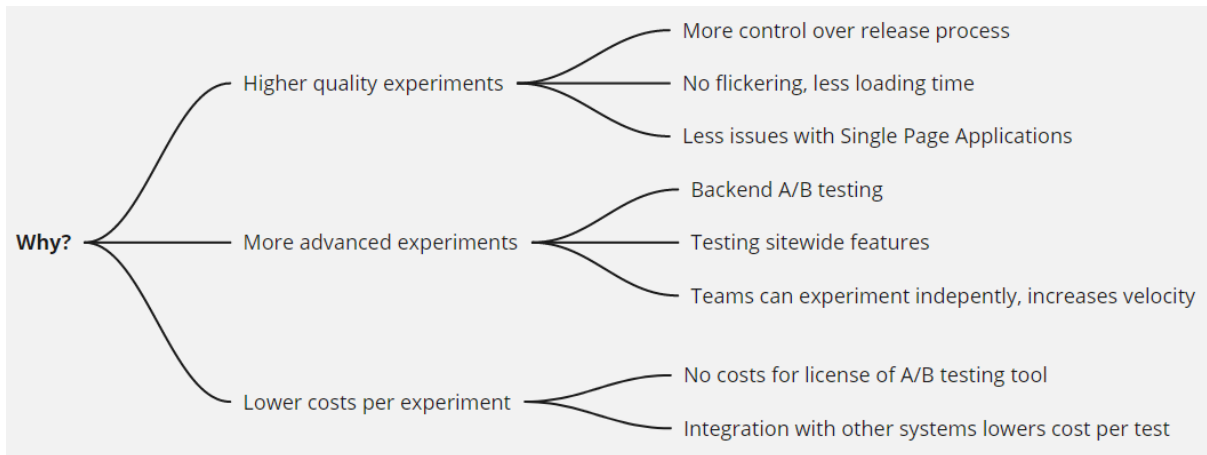 Why?
Higher quality experiments
More control over release process
No flickering, less loading time
Less issues with Single Page Applications
More advanced experiments
Backend A/B testing
Testing sitewide features
Teams can experiment indepently, increases velocity
Lower costs per experiment
No costs for license of A/B testing tool
Integration with other systems lowers cost per test